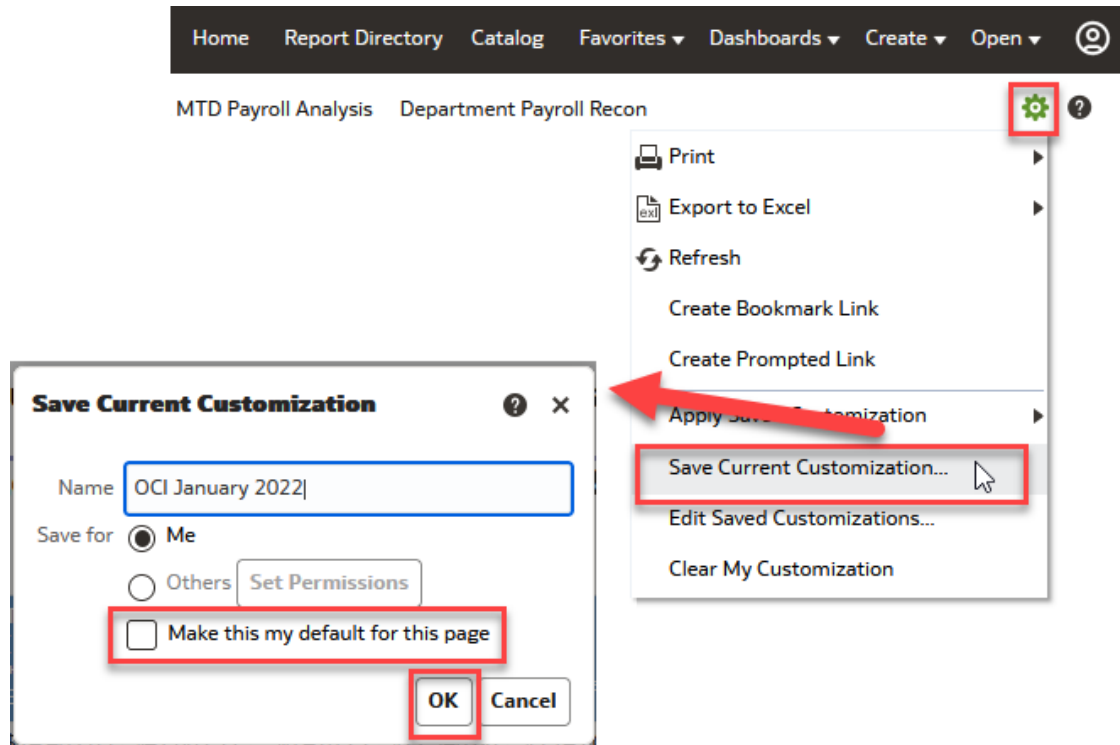 Home Report Directory Catalog Favorites Dashboards Create Open
MTD Payroll Analysis Department Payroll Recon
Print
exl Export to Excel
Refresh
Create Bookmark Link
Create Prompted Link
Apply Customization
Save Current Customization...
Edit Saved Customizations...
Clear My Customization
Save Current Customization
Name OCI January 2022
Save for Me
Others Set Permissions
Make this my default for this page
OK Cancel